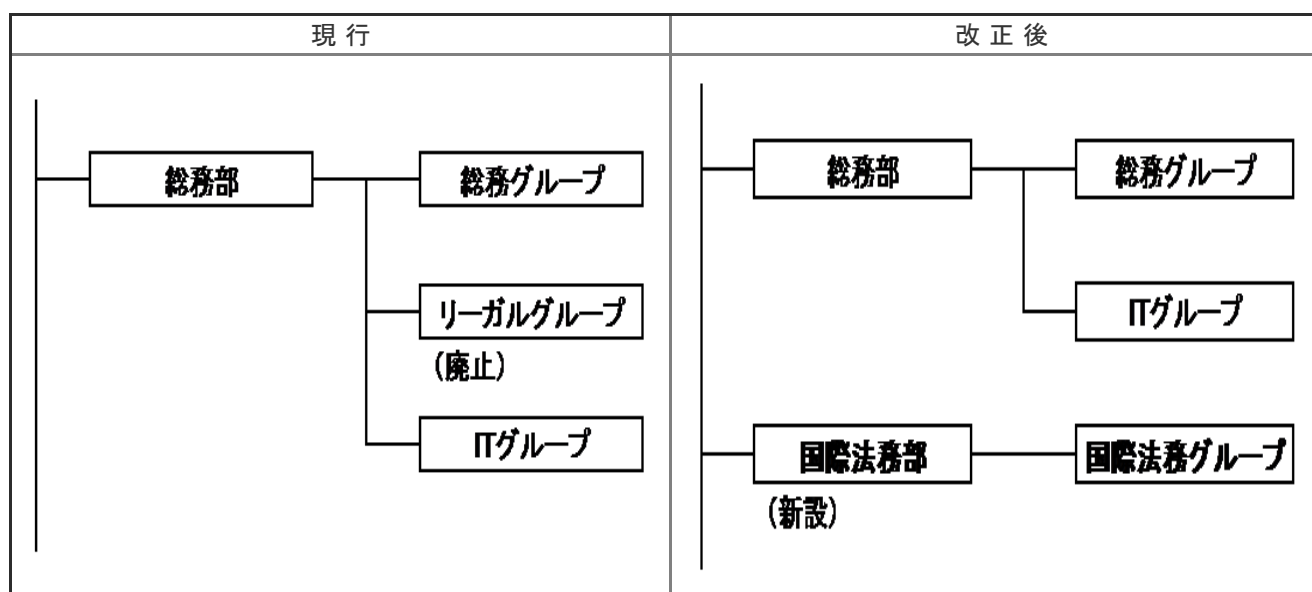 現 行
改 正 後
総務部
総務グループ
リーガルグループ
(廃止)
ITグループ
総務部
総務グループ
ITグループ
国際法務部
国際法務グループ
(新設)